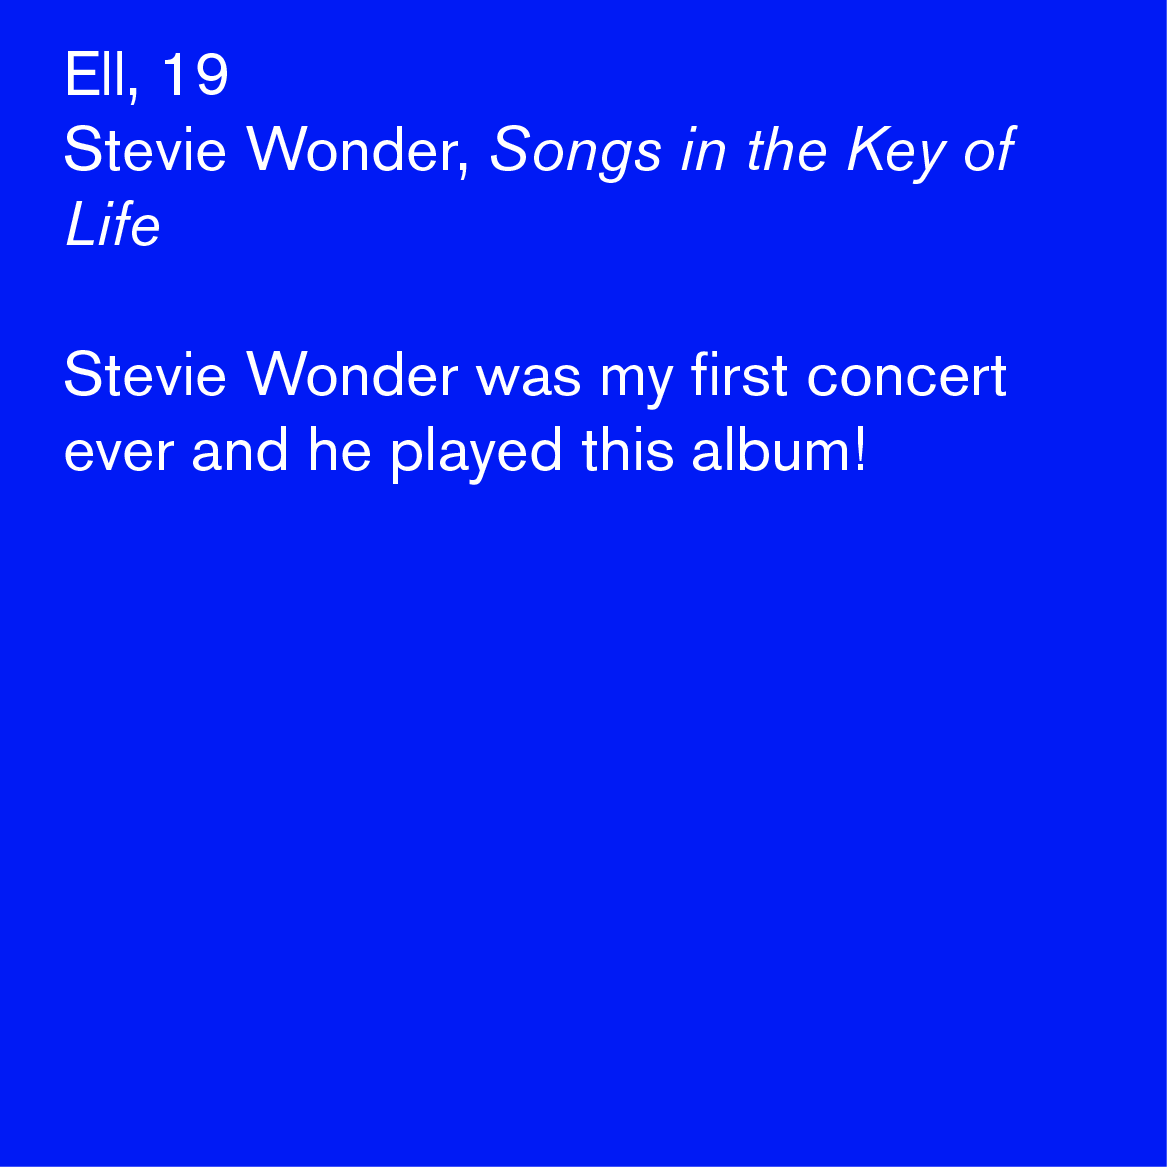 Ell, 19
Stevie Wonder, Songs in the Key of
Life
Stevie Wonder was my first concert
ever and he played this album!